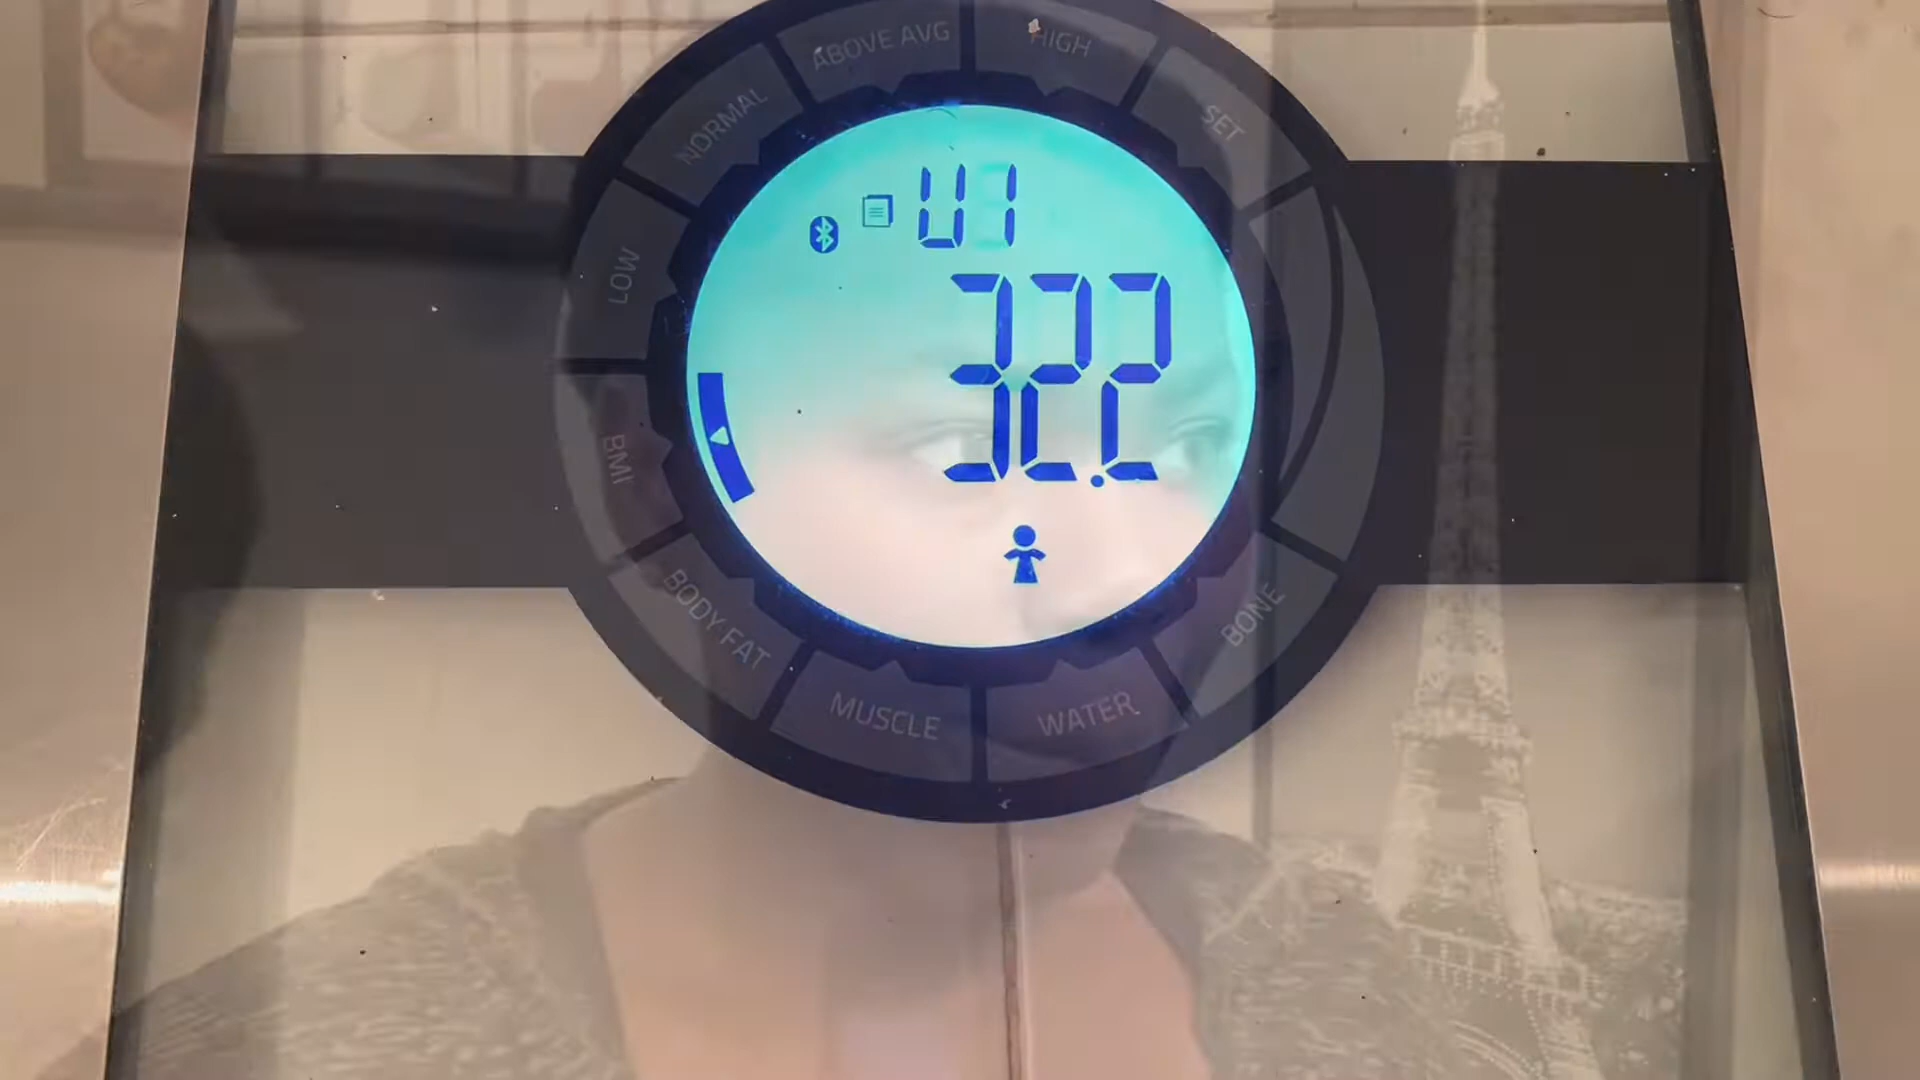 ABOVE AVG
HIGH
NORMAL
SET
LOW
U1
32.2
BMI
BODY FAT
BONE
MUSCLE
WATER